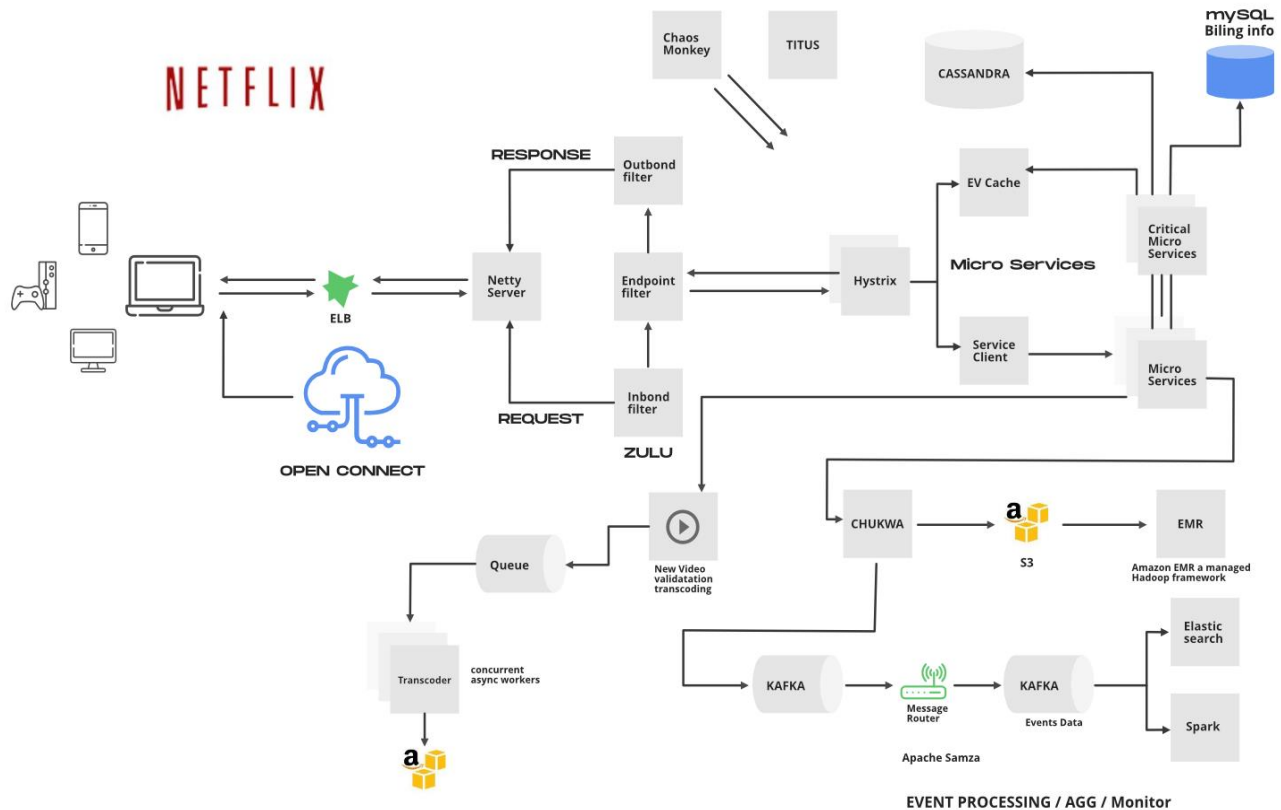 mySQL
Biling info
Chaos
Monkey
TITUS
CASSANDRA
NETFLIX
RESPONSE
Outbond
filter
EV Cache
Critical
Micro
Services
Micro Services
Netty
Server
Endpoint
filter
Hystrix
ELB
Service
Client
Micro
Services
Inbond
filter
REQUEST
ZULU
OPEN CONNECT
CHUKWA
a
S3
EMR
Amazon EMR a managed
Hadoop framework
Queue
New Video
validatation
transcoding
Elastic
search
Transcoder
concurrent
async workers
KAFKA
Message
Router
KAFKA
Events Data
Spark
a
Apache Samza
EVENT PROCESSING / AGG / Monitor